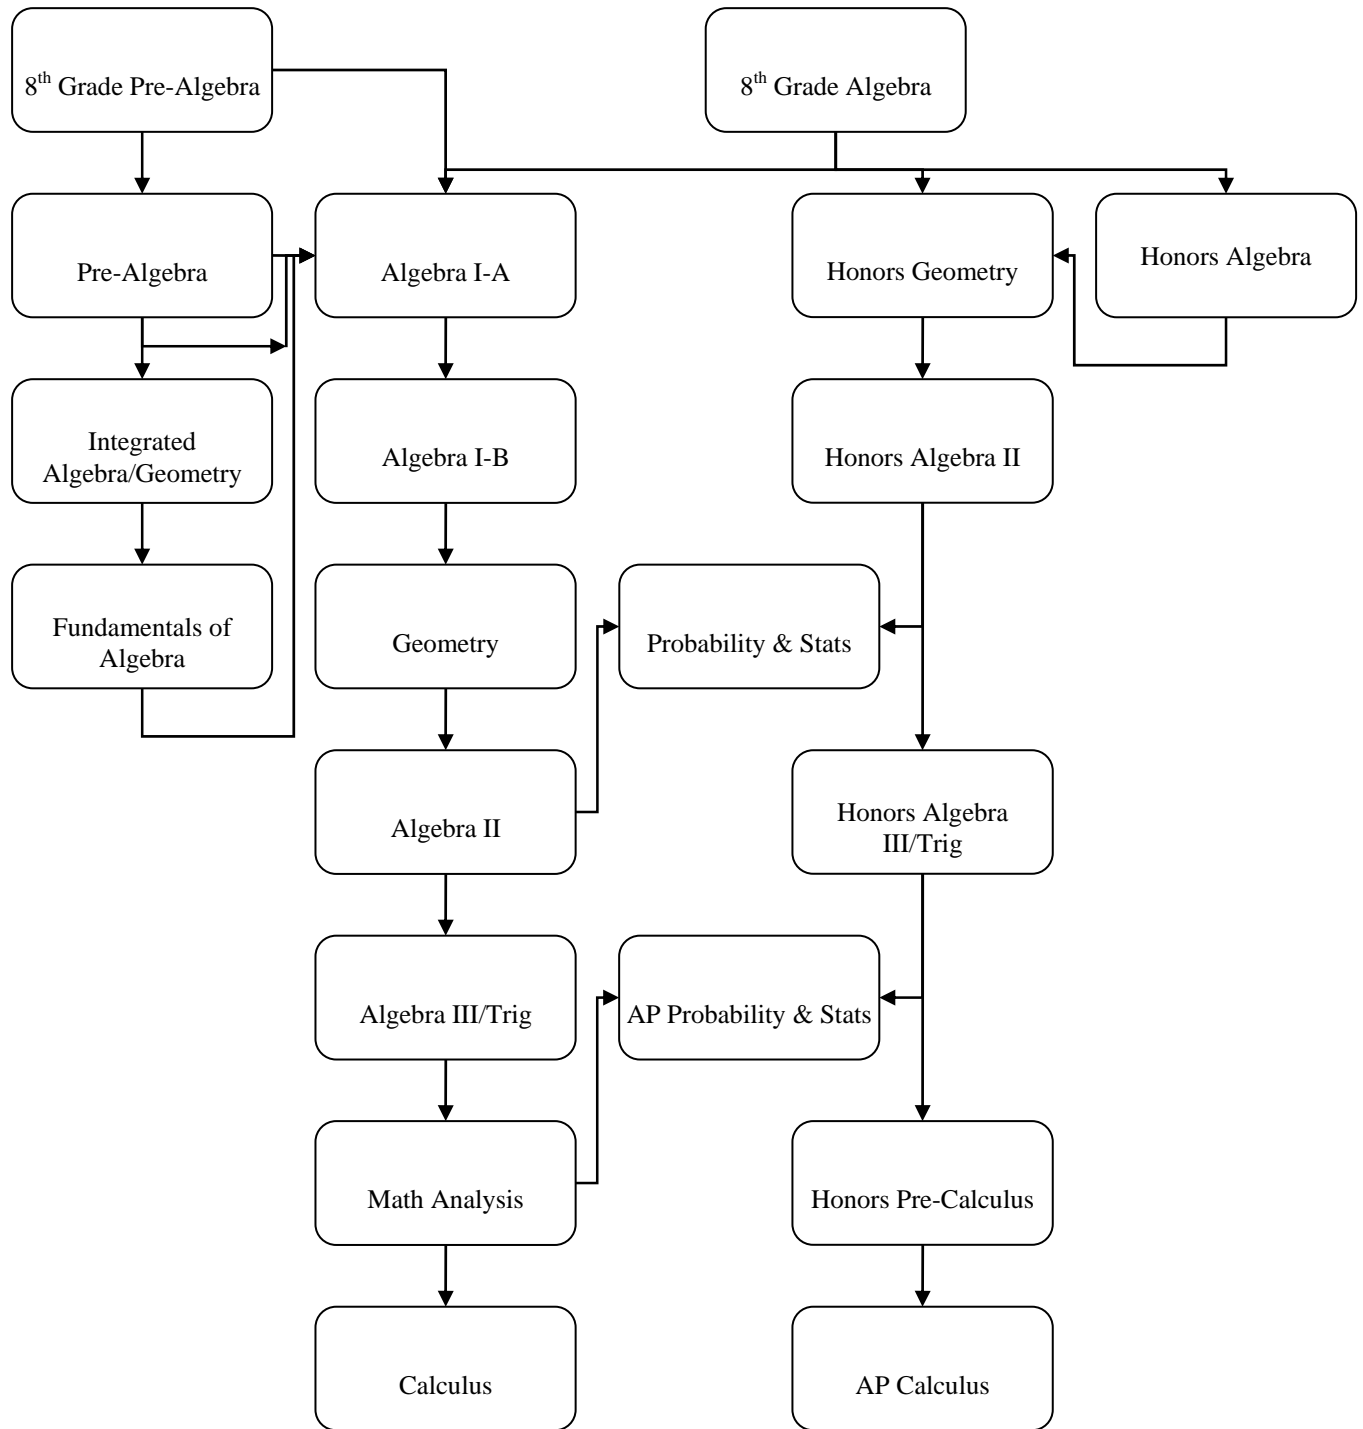 8th Grade Pre-Algebra
8th Grade Algebra
Pre-Algebra
Algebra I-A
Honors Geometry
Honors Algebra
Integrated
Algebra/Geometry
Algebra I-B
Honors Algebra II
Fundamentals of
Algebra
Geometry
Probability & Stats
Algebra II
Honors Algebra
III/Trig
Algebra III/Trig
AP Probability & Stats
Math Analysis
Honors Pre-Calculus
Calculus
AP Calculus